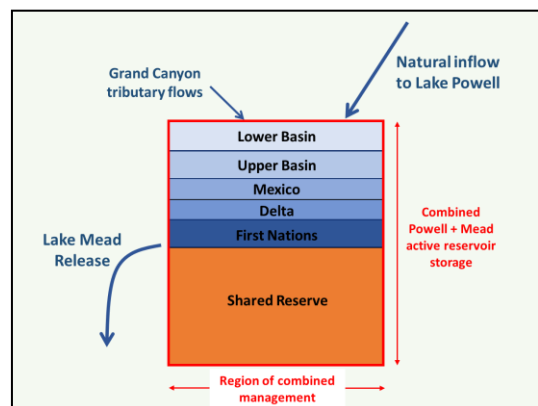 Grand Canyon
tributary flows
Natural inflow
to Lake Powell
Lower Basin
Upper Basin
Mexico
Delta
First Nations
Shared Reserve
Lake Mead
Release
Combined
Powell + Mead
active reservoir
storage
Region of combined
management